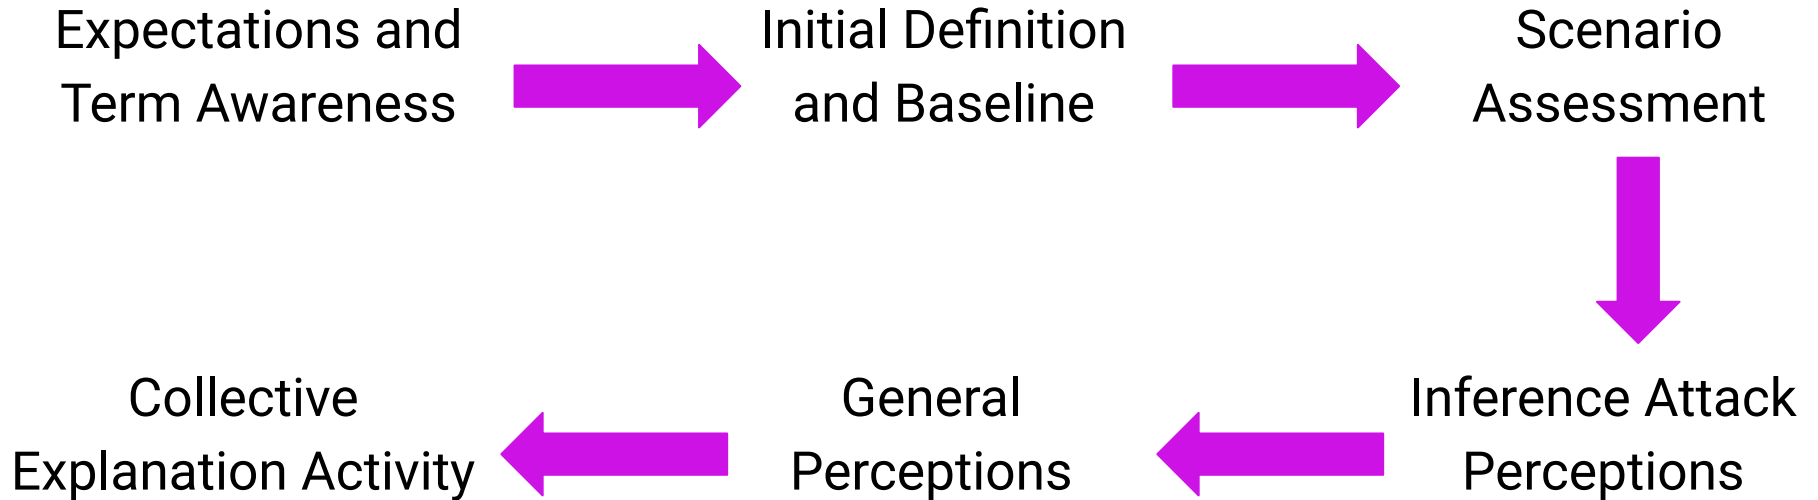 Expectations and
Term Awareness
Initial Definition
and Baseline
Scenario
Assessment
Inference Attack
Perceptions
General
Perceptions
Collective
Explanation Activity